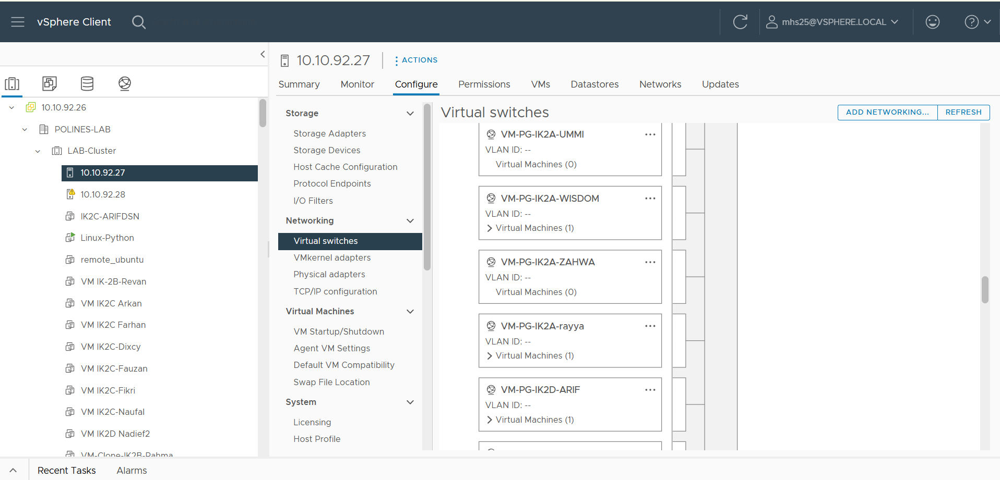 vSphere Client
mhs25@VSPHERE.LOCAL
10.10.92.26
POLINES-LAB
LAB-Cluster
10.10.92.27
10.10.92.28
IK2C-ARIFDSN
Linux-Python
remote_ubuntu
VM IK-2B-Revan
VM IK2C Arkan
VM IK2C Farhan
VM IK2C-Dixcy
VM IK2C-Fauzan
VM IK2C-Fikri
VM IK2C-Naufal
VM IK2D Nadief2
VM-Clone-IK2B-Rahma
10.10.92.27
ACTIONS
Summary Monitor Configure Permissions VMs Datastores Networks Updates
Storage
Storage Adapters
Storage Devices
Host Cache Configuration
Protocol Endpoints
I/O Filters
Networking
Virtual switches
VMkernel adapters
Physical adapters
TCP/IP configuration
Virtual Machines
VM Startup/Shutdown
Agent VM Settings
Default VM Compatibility
Swap File Location
System
Licensing
Host Profile
Virtual switches
ADD NETWORKING... REFRESH
VM-PG-IK2A-UMMI
VLAN ID: --
Virtual Machines (0)
VM-PG-IK2A-WISDOM
VLAN ID: --
Virtual Machines (1)
VM-PG-IK2A-ZAHWA
VLAN ID: --
Virtual Machines (0)
VM-PG-IK2A-rayya
VLAN ID: --
Virtual Machines (1)
VM-PG-IK2D-ARIF
VLAN ID: --
Virtual Machines (1)
Recent Tasks Alarms